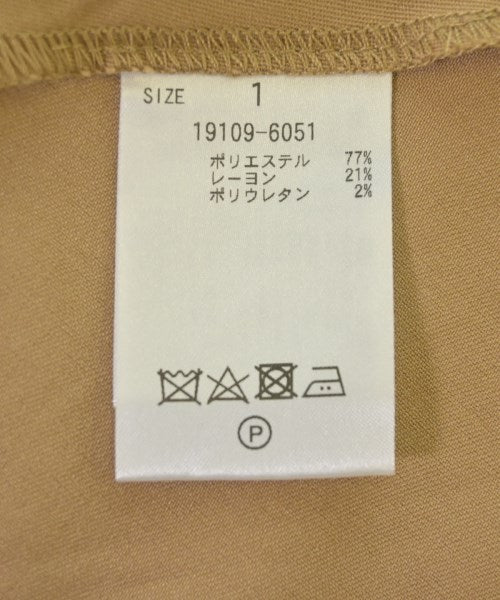 SIZE 1
19109-6051
ポリエステル 77%
レーヨン 21%
ポリウレタン 2%
P